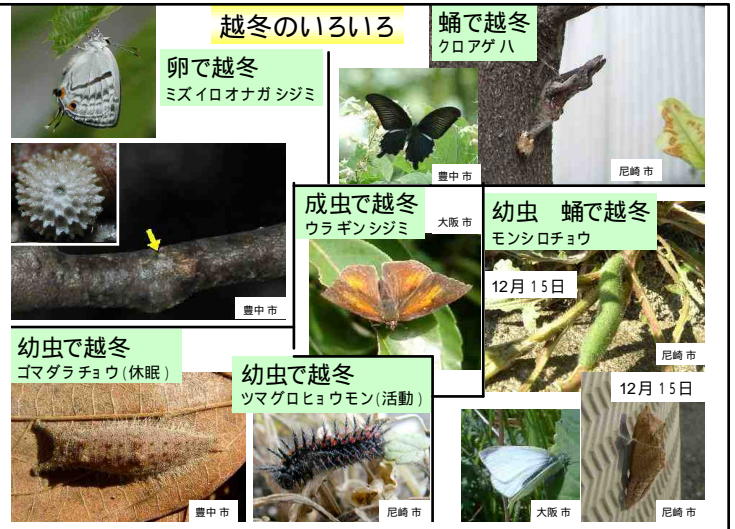 越冬のいろいろ
卵で越冬
ミズイロオナガシジミ
豊中市
蛹で越冬
クロアゲハ
豊中市
尼崎市
成虫で越冬
ウラギンシジミ
大阪市
幼虫　蛹で越冬
モンシロチョウ
12月15日
尼崎市
12月15日
大阪市
尼崎市
幼虫で越冬
ゴマダラチョウ(休眠)
豊中市
幼虫で越冬
ツマグロヒョウモン(活動)
尼崎市